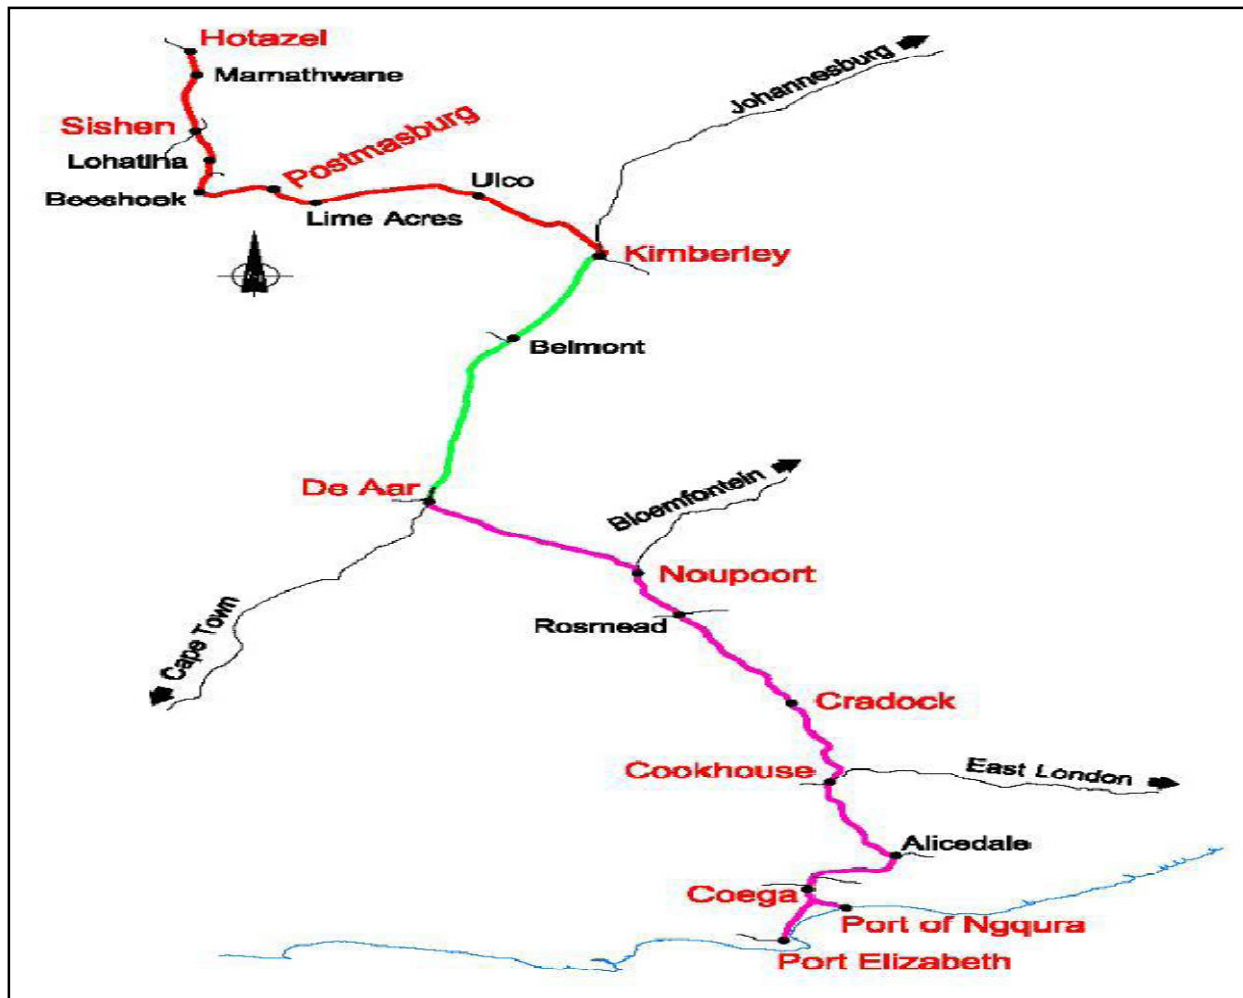 Hotazel
Mamathwane
Johannesburg
Sishen
Postmasburg
Lohatlha
Beeshoek
Ulco
Lime Acres
Kimberley
Belmont
De Aar
Bloemfontein
Noupoort
Rosmead
Cape Town
Cradock
Cookhouse
East London
Alicedale
Coega
Port of Ngqura
Port Elizabeth